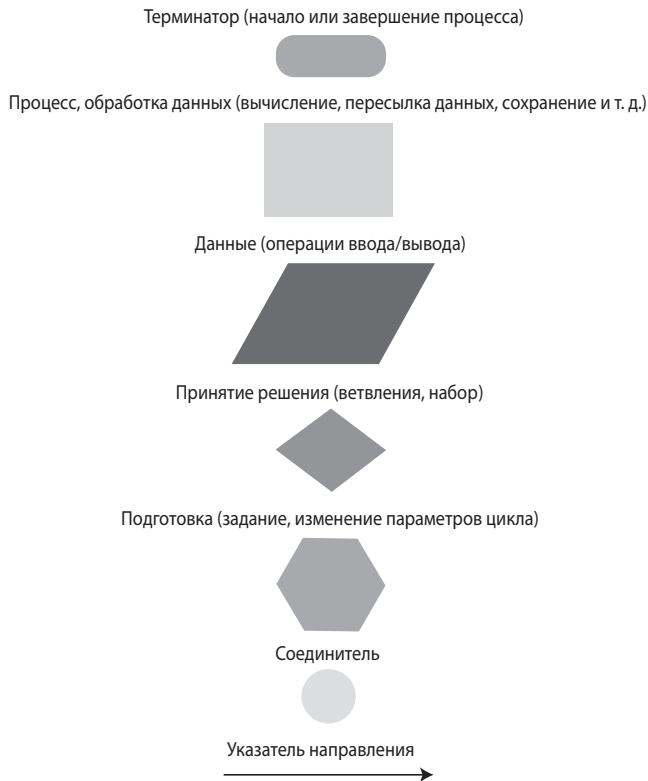 Терминатор (начало или завершение процесса)
Процесс, обработка данных (вычисление, пересылка данных, сохранение и т. д.)
Данные (операции ввода/вывода)
Принятие решения (ветвления, набор)
Подготовка (задание, изменение параметров цикла)
Соединитель
Указатель направления